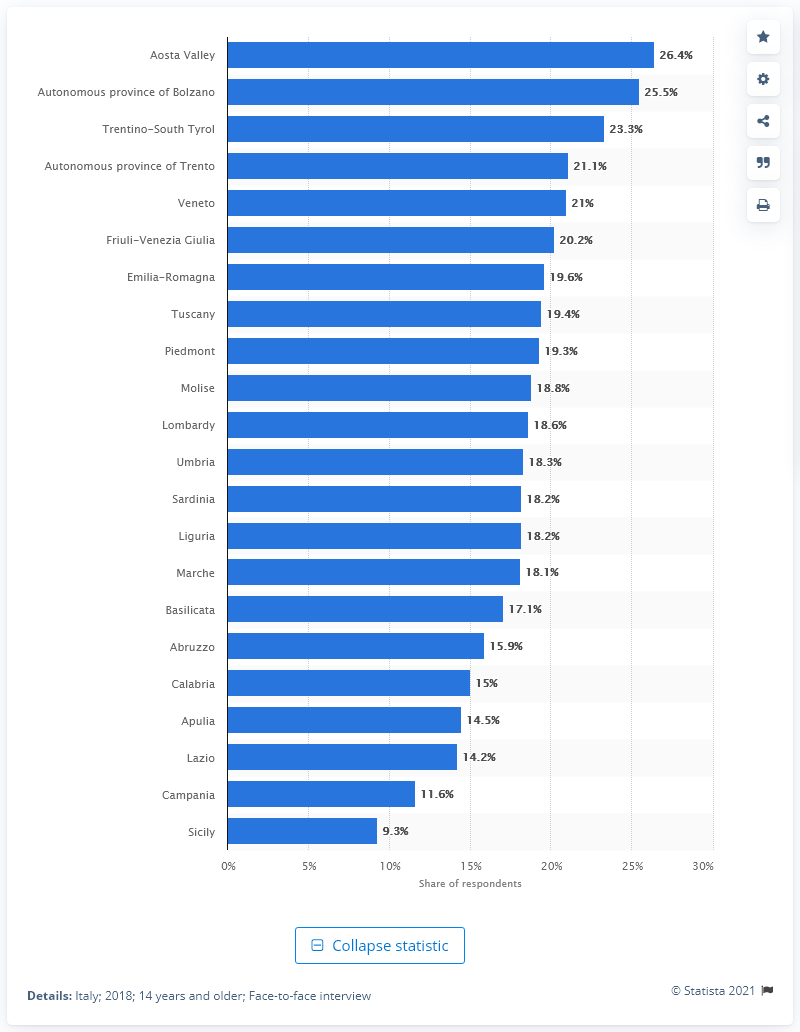 Aosta Valley 26.4%
Autonomous province of Bolzano 25.5%
Trentino-South Tyrol 23.3%
Autonomous province of Trento 21.1%
Veneto 21%
Friuli-Venezia Giulia 20.2%
Emilia-Romagna 19.6%
Tuscany 19.4%
Piedmont 19.3%
Molise 18.8%
Lombardy 18.6%
Umbria 18.3%
Sardinia 18.2%
Liguria 18.2%
Marche 18.1%
Basilicata 17.1%
Abruzzo 15.9%
Calabria 15%
Apulia 14.5%
Lazio 14.2%
Campania 11.6%
Sicily 9.3%
0% 5% 10% 15% 20% 25% 30%
Share of respondents
Collapse statistic
© Statista 2021
Details: Italy; 2018; 14 years and older; Face-to-face interview